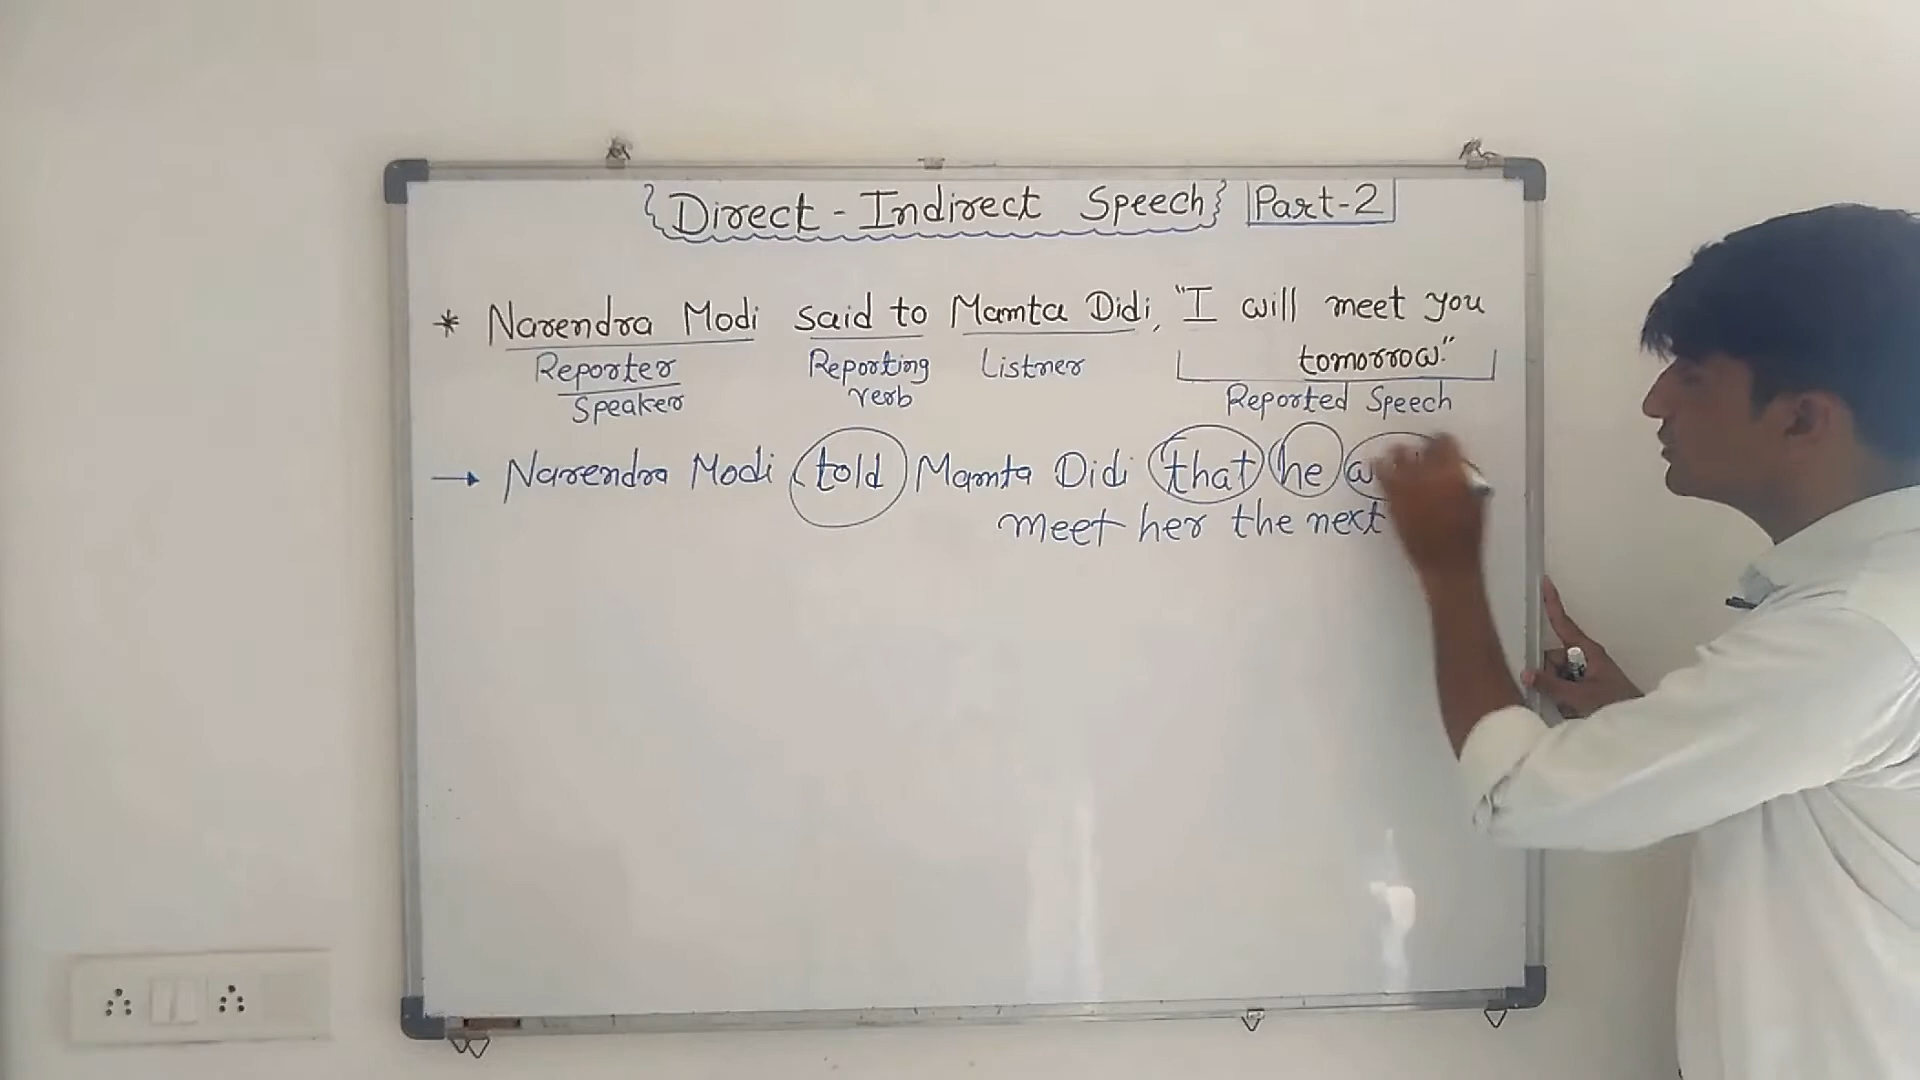 {Direct - Indirect Speech} Part-2
* Narendra Modi said to Mamta Didi, "I will meet you
tomorrow."
Reporter Reporting Listner
Speaker verb Reported Speech
→ Narendra Modi told Mamta Didi that he
meet her the next